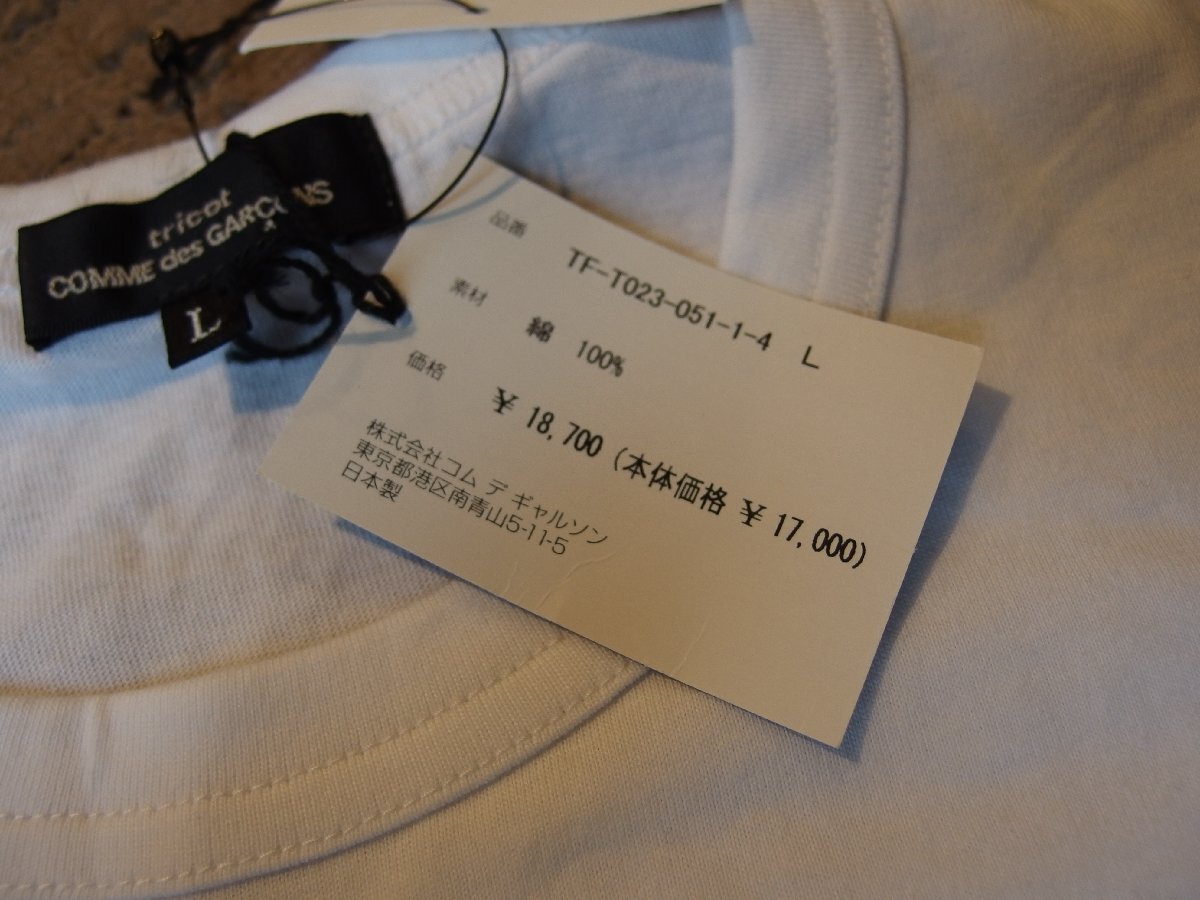 tricot
COMME des GARÇONS
L
品番 TF-T023-051-1-4 L
素材 綿 100%
価格 ¥ 18,700 (本体価格 ¥ 17,000)
株式会社コム デ ギャルソン
東京都港区南青山5-11-5
日本製